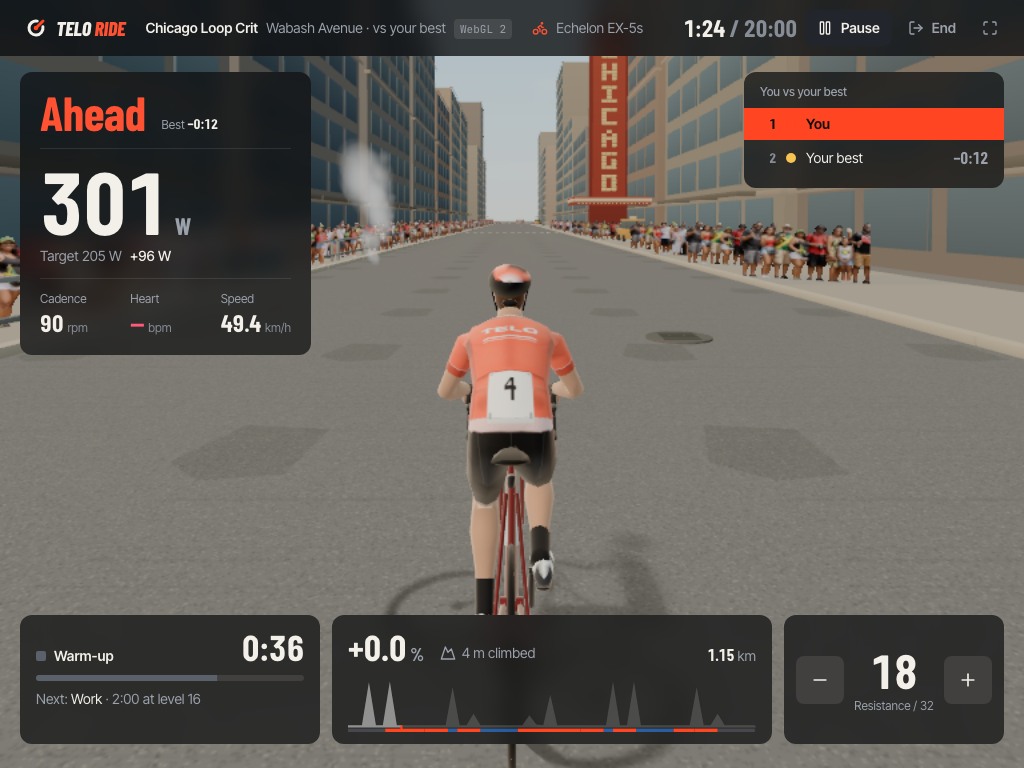 TELO RIDE Chicago Loop Crit Wabash Avenue · vs your best WebGL 2 Echelon EX-5s 1:24 / 20:00 Pause End
Ahead Best −0:12
301 W
Target 205 W +96 W
Cadence Heart Speed
90 rpm — bpm 49.4 km/h
You vs your best
1 You
2 Your best −0:12
CHICAGO
TELO
4
Warm-up 0:36
Next: Work · 2:00 at level 16
+0.0 % 4 m climbed 1.15 km
− 18 +
Resistance / 32